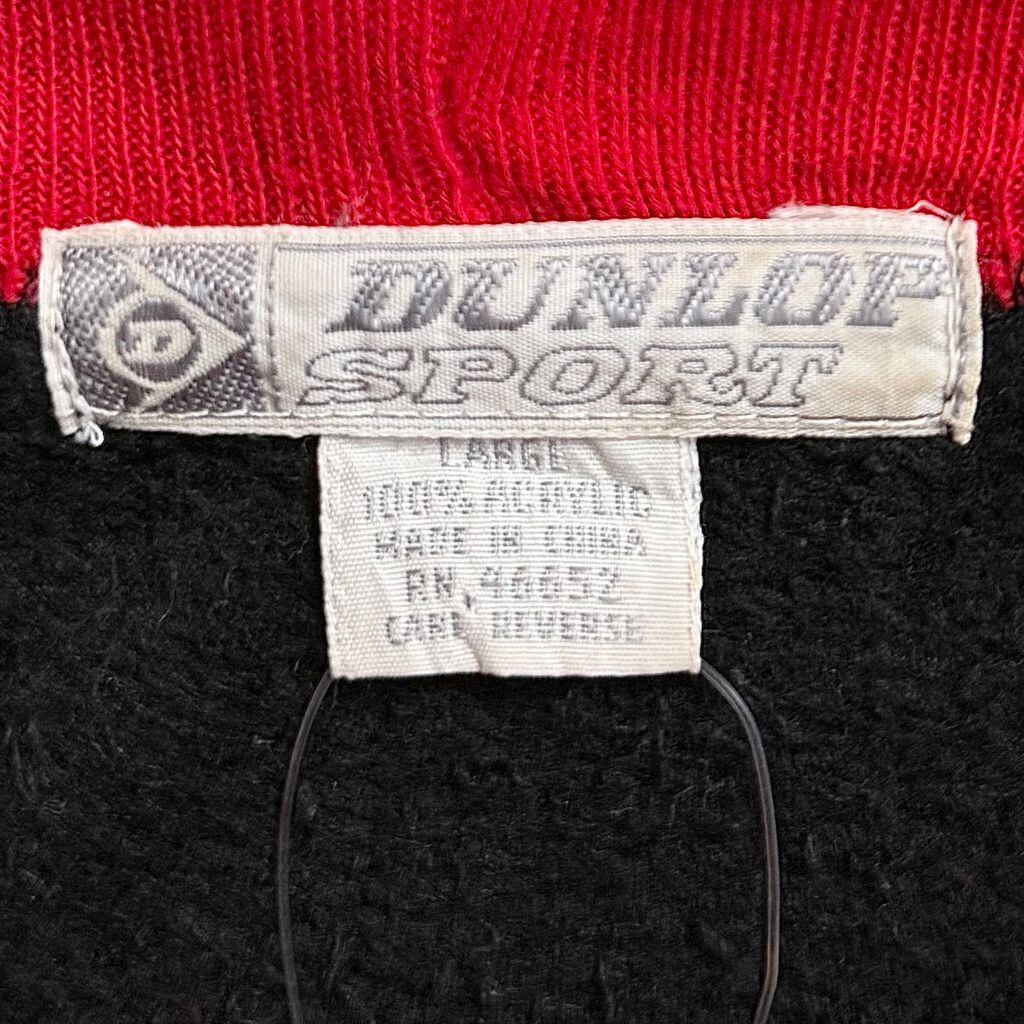 DUNLOP
SPORT
LARGE
100% ACRYLIC
MADE IN CHINA
RN. 46652
CARE REVERSE